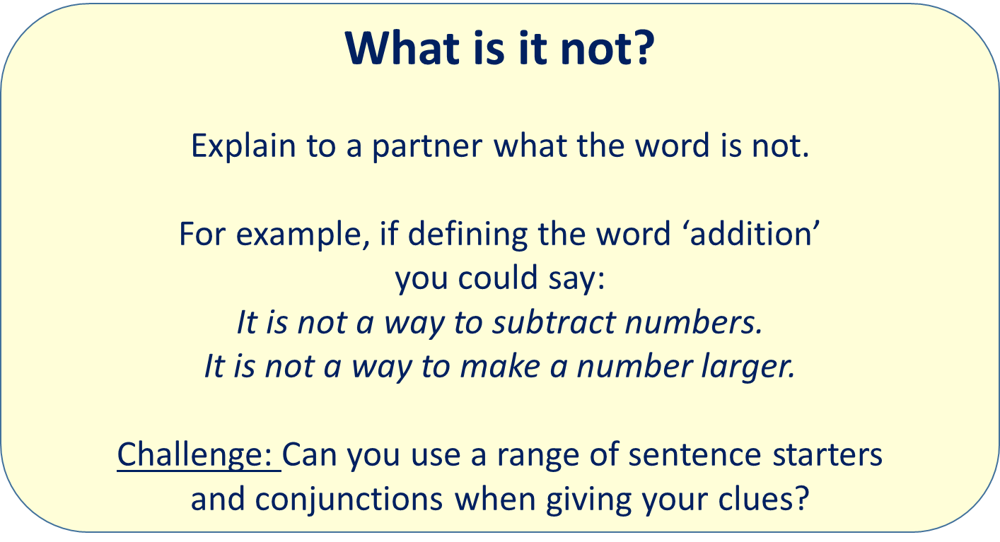 What is it not?
Explain to a partner what the word is not.
For example, if defining the word ‘addition’
you could say:
It is not a way to subtract numbers.
It is not a way to make a number larger.
Challenge: Can you use a range of sentence starters
and conjunctions when giving your clues?